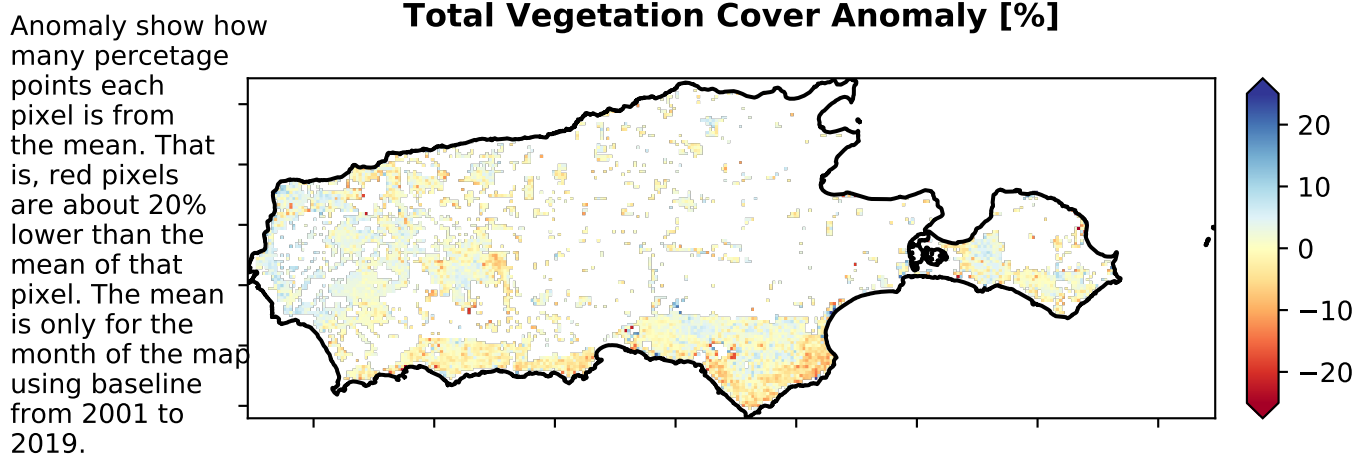 Total Vegetation Cover Anomaly [%]
Anomaly show how
many percetage
points each
pixel is from
the mean. That
is, red pixels
are about 20%
lower than the
mean of that
pixel. The mean
is only for the
month of the map
using baseline
from 2001 to
2019.
20
10
0
−10
−20